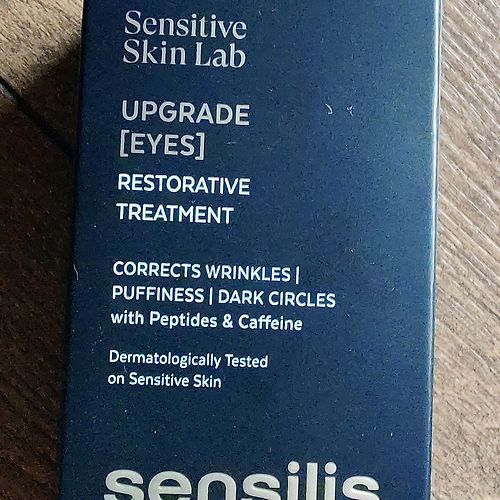 Sensitive
Skin Lab
UPGRADE
[EYES]
RESTORATIVE
TREATMENT
CORRECTS WRINKLES |
PUFFINESS | DARK CIRCLES
with Peptides & Caffeine
Dermatologically Tested
on Sensitive Skin
sensilis